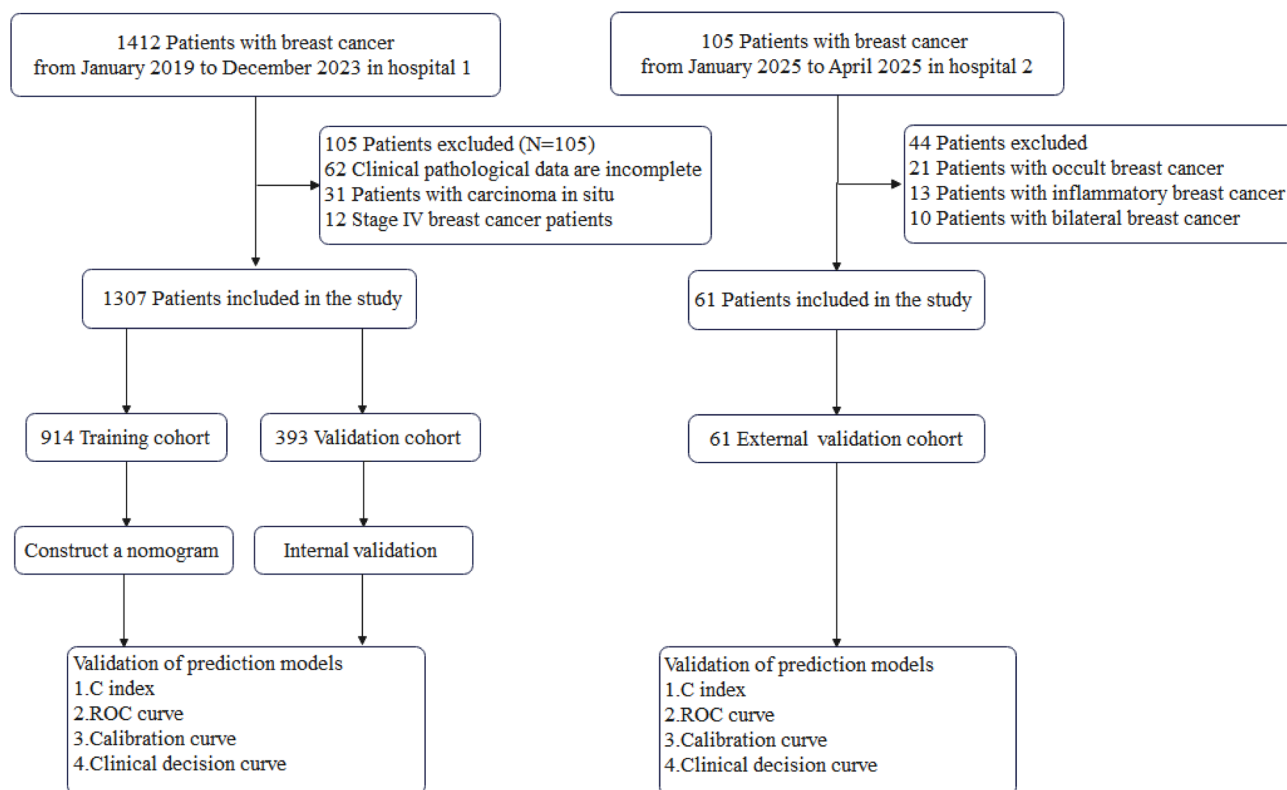 1412 Patients with breast cancer
from January 2019 to December 2023 in hospital 1
105 Patients excluded (N=105)
62 Clinical pathological data are incomplete
31 Patients with carcinoma in situ
12 Stage IV breast cancer patients
1307 Patients included in the study
914 Training cohort
393 Validation cohort
Construct a nomogram
Internal validation
Validation of prediction models
1.C index
2.ROC curve
3.Calibration curve
4.Clinical decision curve
105 Patients with breast cancer
from January 2025 to April 2025 in hospital 2
44 Patients excluded
21 Patients with occult breast cancer
13 Patients with inflammatory breast cancer
10 Patients with bilateral breast cancer
61 Patients included in the study
61 External validation cohort
Validation of prediction models
1.C index
2.ROC curve
3.Calibration curve
4.Clinical decision curve